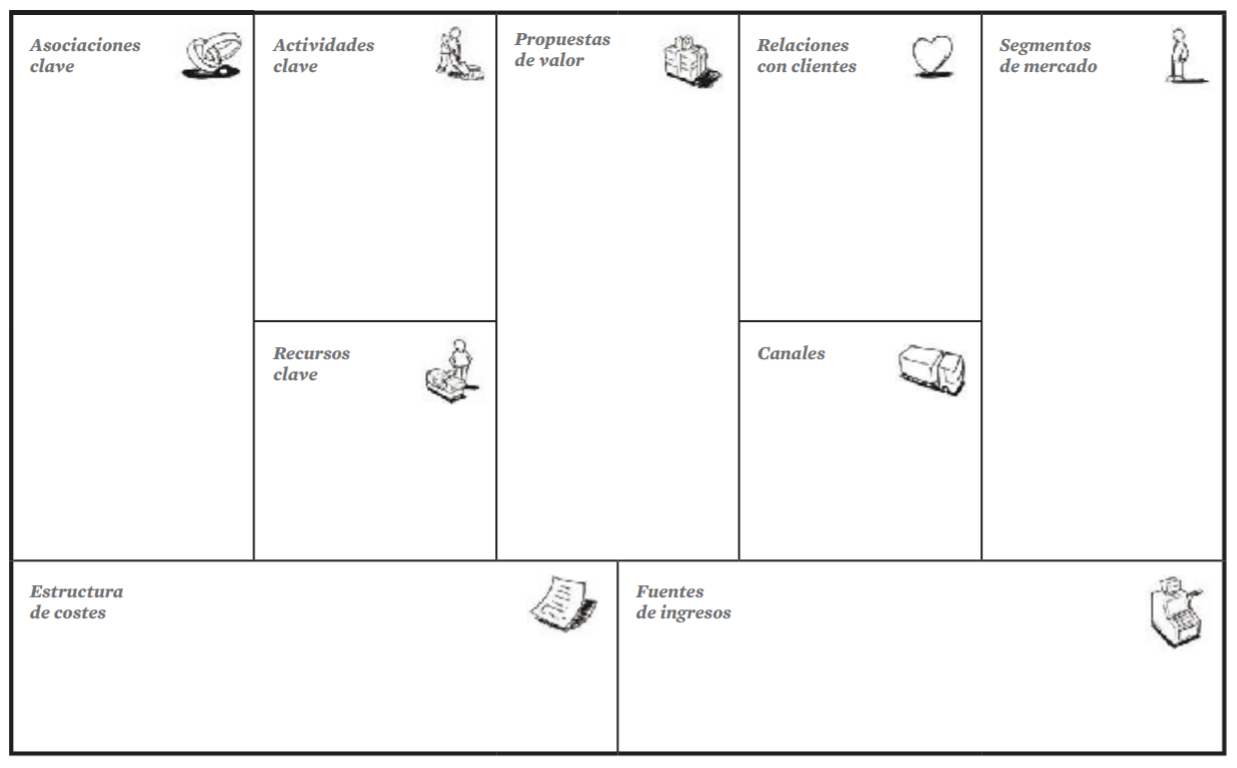 Asociaciones
clave
Actividades
clave
Propuestas
de valor
Relaciones
con clientes
Segmentos
de mercado
Recursos
clave
Canales
Estructura
de costes
Fuentes
de ingresos